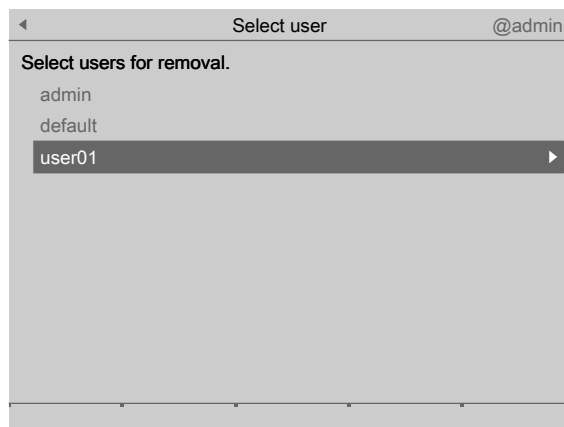 Select user @admin
Select users for removal.
admin
default
user01